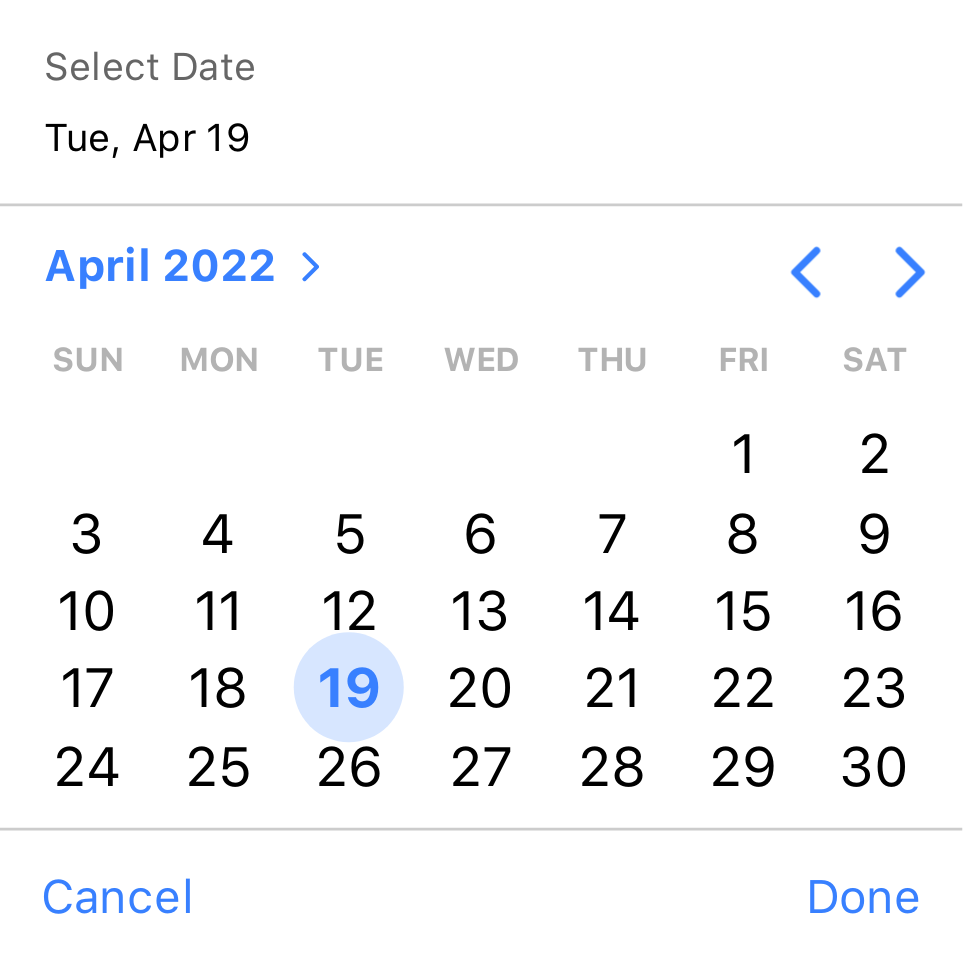 Select Date
Tue, Apr 19
April 2022 >
SUN MON TUE WED THU FRI SAT
1 2
3 4 5 6 7 8 9
10 11 12 13 14 15 16
17 18 19 20 21 22 23
24 25 26 27 28 29 30
Cancel Done